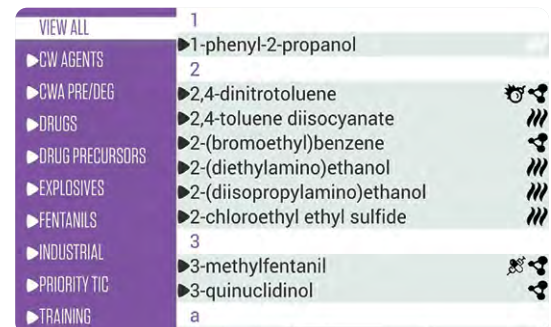 VIEW ALL
CW AGENTS
CWA PRE/DEG
DRUGS
DRUG PRECURSORS
EXPLOSIVES
FENTANILS
INDUSTRIAL
PRIORITY TIC
TRAINING
1
1-phenyl-2-propanol
2
2,4-dinitrotoluene
2,4-toluene diisocyanate
2-(bromoethyl)benzene
2-(diethylamino)ethanol
2-(diisopropylamino)ethanol
2-chloroethyl ethyl sulfide
3
3-methylfentanil
3-quinuclidinol
a